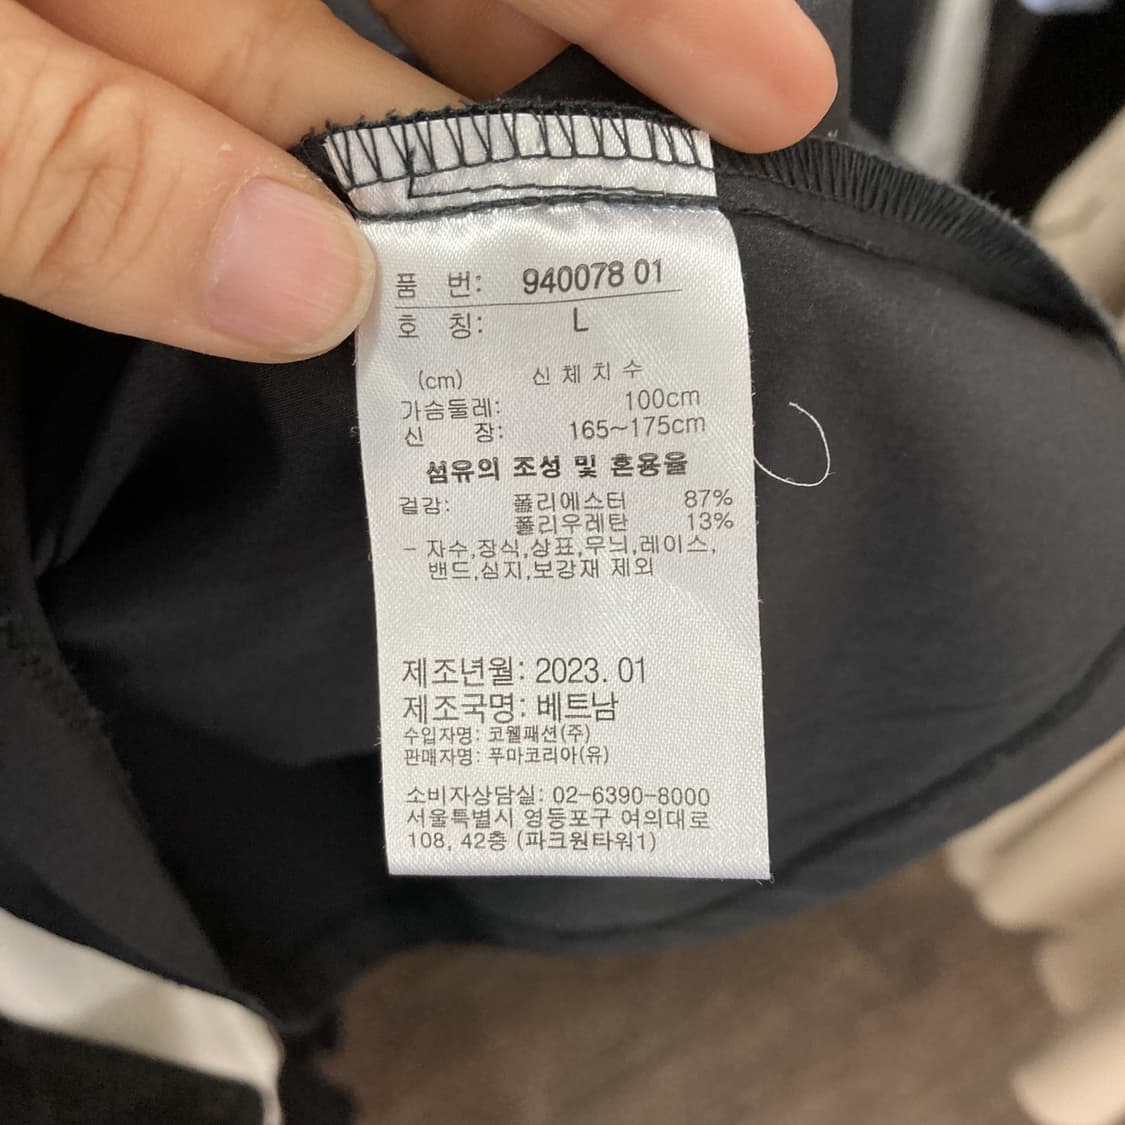 품 번: 940078 01
호 칭: L
(cm) 신 체 치 수
가슴둘레: 100cm
신 장: 165~175cm
섬유의 조성 및 혼용율
겉감: 폴리에스터 87%
폴리우레탄 13%
- 자수,장식,상표,무늬,레이스,
밴드,심지,보강재 제외
제조년월: 2023. 01
제조국명: 베트남
수입자명: 코웰패션(주)
판매자명: 푸마코리아(유)
소비자상담실: 02-6390-8000
서울특별시 영등포구 여의대로
108, 42층 (파크원타워1)